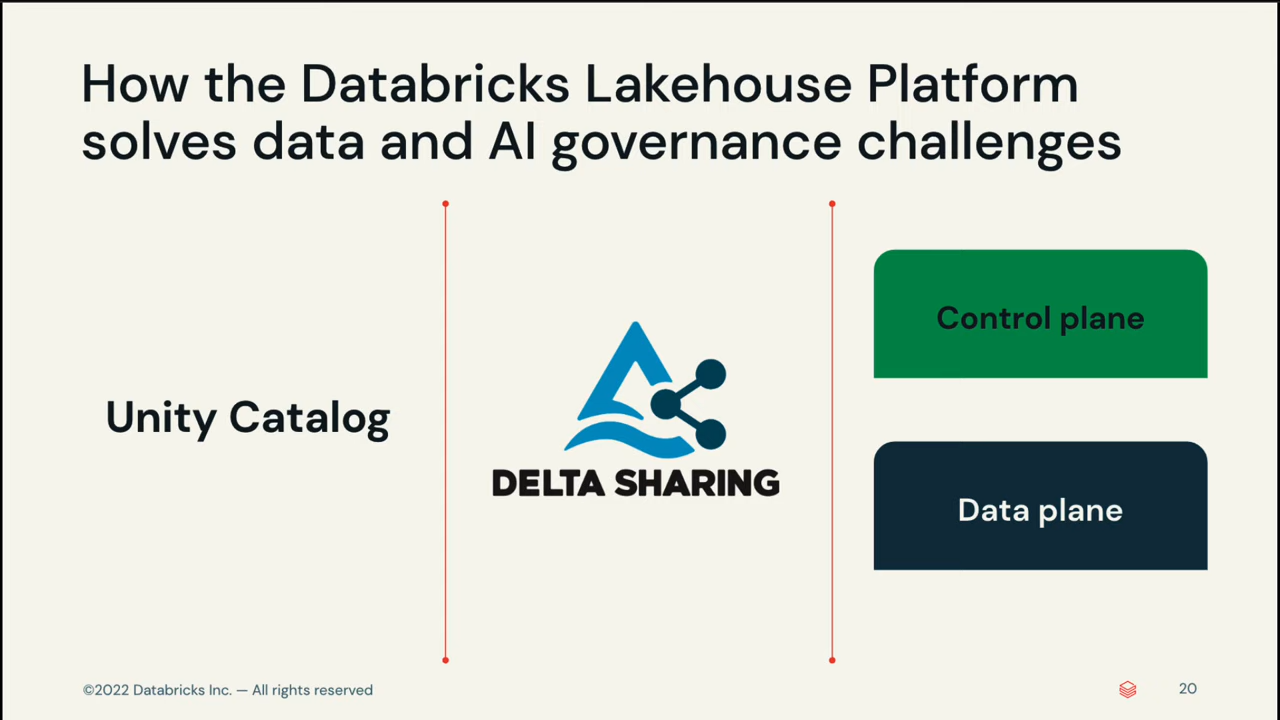 How the Databricks Lakehouse Platform
solves data and AI governance challenges
Unity Catalog
DELTA SHARING
Control plane
Data plane
©2022 Databricks Inc. — All rights reserved
20